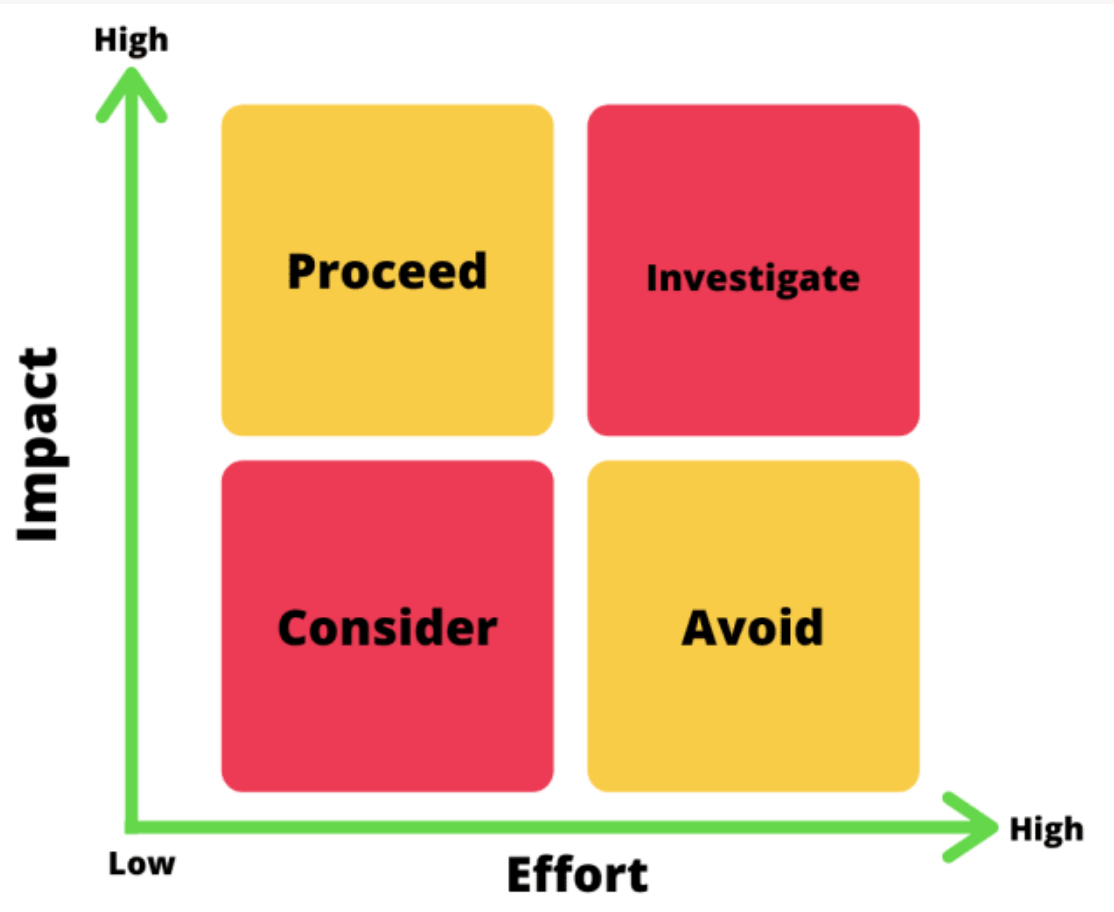 High
Proceed
Investigate
Impact
Consider
Avoid
High
Low
Effort